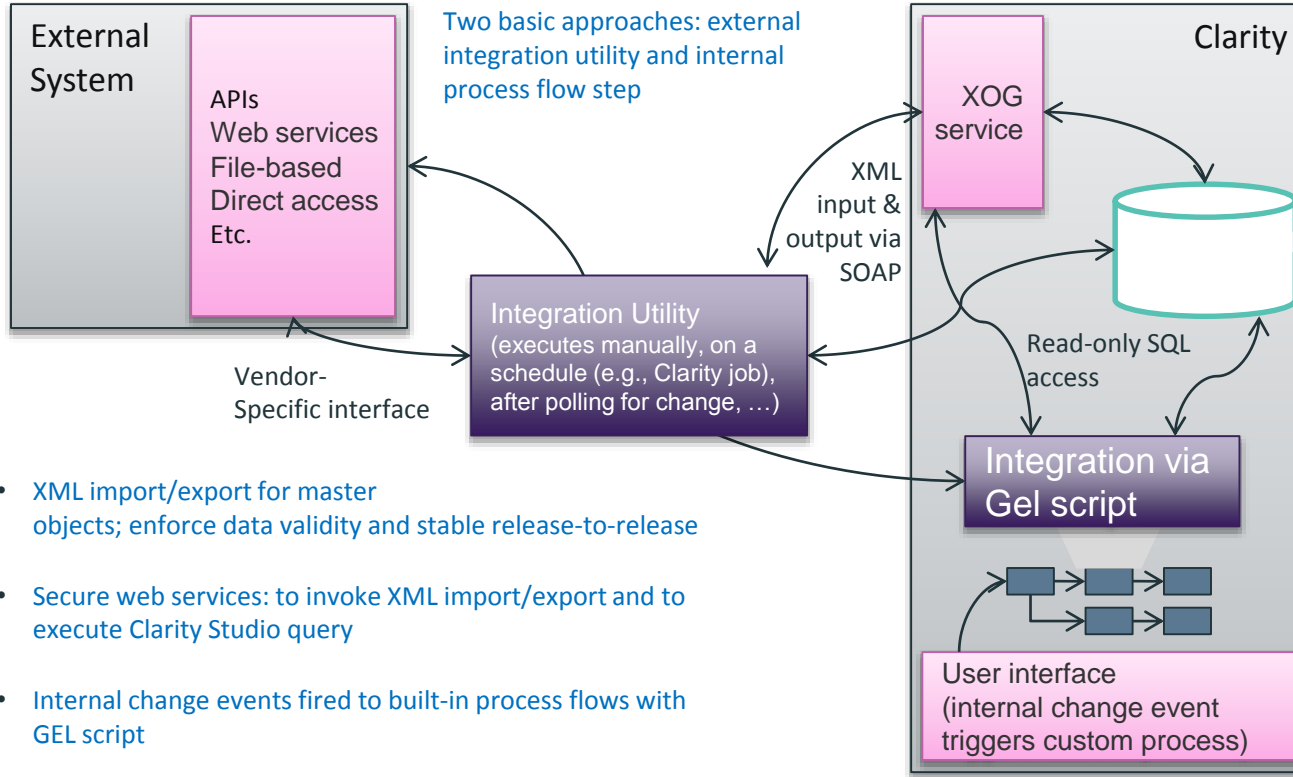 External
System
APIs
Web services
File-based
Direct access
Etc.
Two basic approaches: external
integration utility and internal
process flow step
Clarity
XOG
service
XML
input &
output via
SOAP
Integration Utility
(executes manually, on a
schedule (e.g., Clarity job),
after polling for change, …)
Vendor-
Specific interface
Read-only SQL
access
Integration via
Gel script
• XML import/export for master
objects; enforce data validity and stable release-to-release
• Secure web services: to invoke XML import/export and to
execute Clarity Studio query
• Internal change events fired to built-in process flows with
GEL script
User interface
(internal change event
triggers custom process)